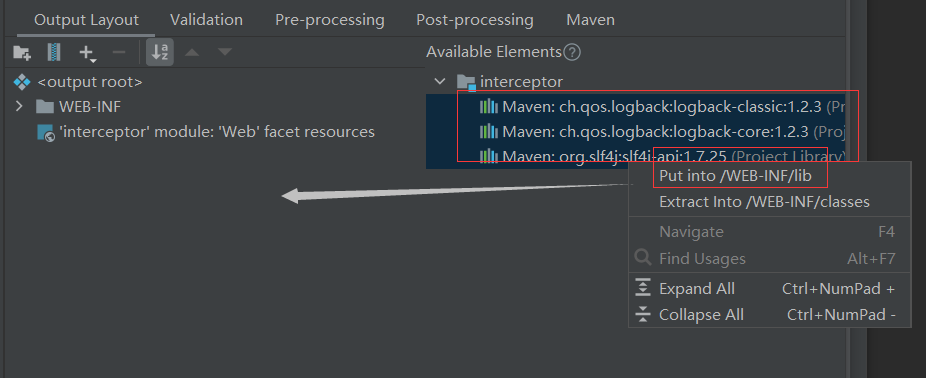 Output Layout Validation Pre-processing Post-processing Maven
Available Elements
<output root>
WEB-INF
'interceptor' module: 'Web' facet resources
interceptor
Maven: ch.qos.logback:logback-classic:1.2.3 (Pr
Maven: ch.qos.logback:logback-core:1.2.3 (Proj
Maven: org.slf4j:slf4j-api:1.7.25 (Project Library)
Put into /WEB-INF/lib
Extract Into /WEB-INF/classes
Navigate F4
Find Usages Alt+F7
Expand All Ctrl+NumPad +
Collapse All Ctrl+NumPad -